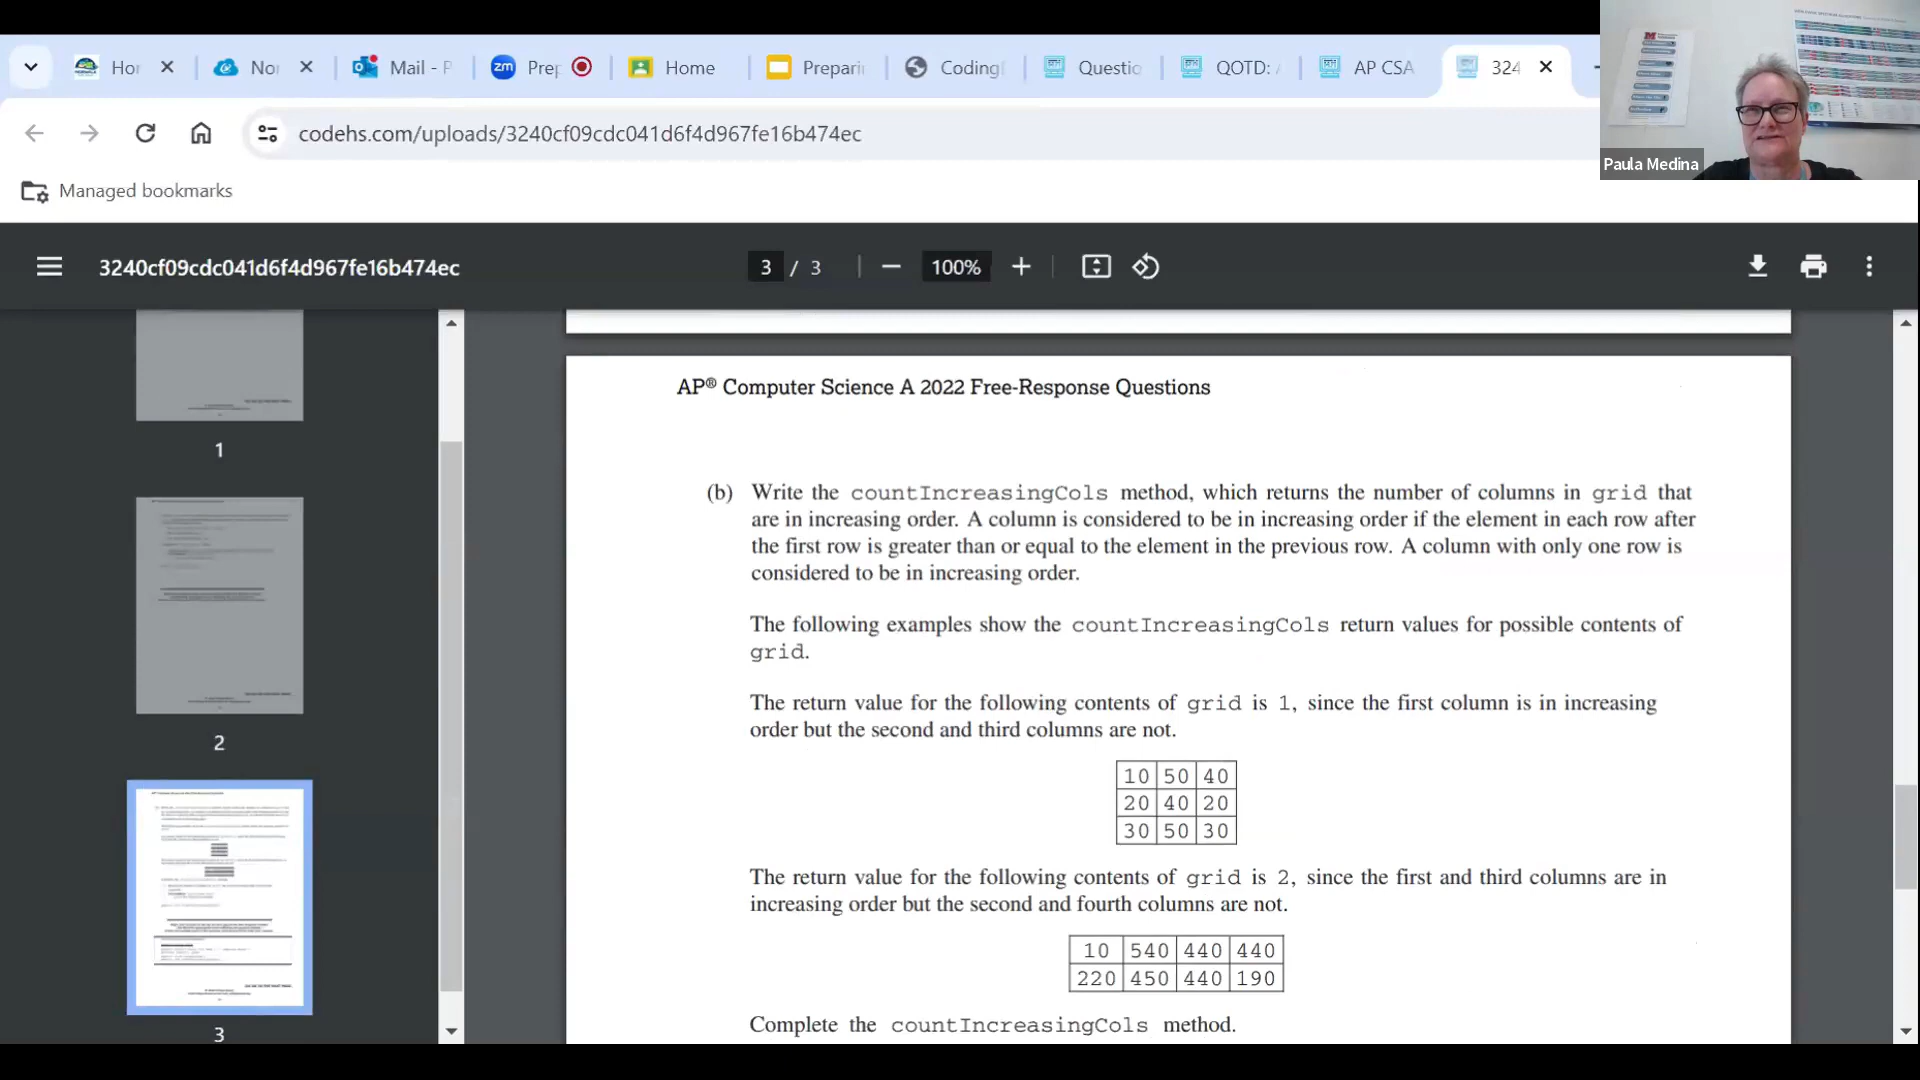 Hor
Nor
Mail - P
zm
Prep
Home
Preparin
Coding
Questio
QOTD: A
AP CSA
324
codehs.com/uploads/3240cf09cdc041d6f4d967fe16b474ec
Managed bookmarks
Paula Medina
3240cf09cdc041d6f4d967fe16b474ec
3 / 3
100%
1
2
3
AP® Computer Science A 2022 Free-Response Questions
(b) Write the countIncreasingCols method, which returns the number of columns in grid that
are in increasing order. A column is considered to be in increasing order if the element in each row after
the first row is greater than or equal to the element in the previous row. A column with only one row is
considered to be in increasing order.
The following examples show the countIncreasingCols return values for possible contents of
grid.
The return value for the following contents of grid is 1, since the first column is in increasing
order but the second and third columns are not.
10 50 40
20 40 20
30 50 30
The return value for the following contents of grid is 2, since the first and third columns are in
increasing order but the second and fourth columns are not.
10 540 440 440
220 450 440 190
Complete the countIncreasingCols method.